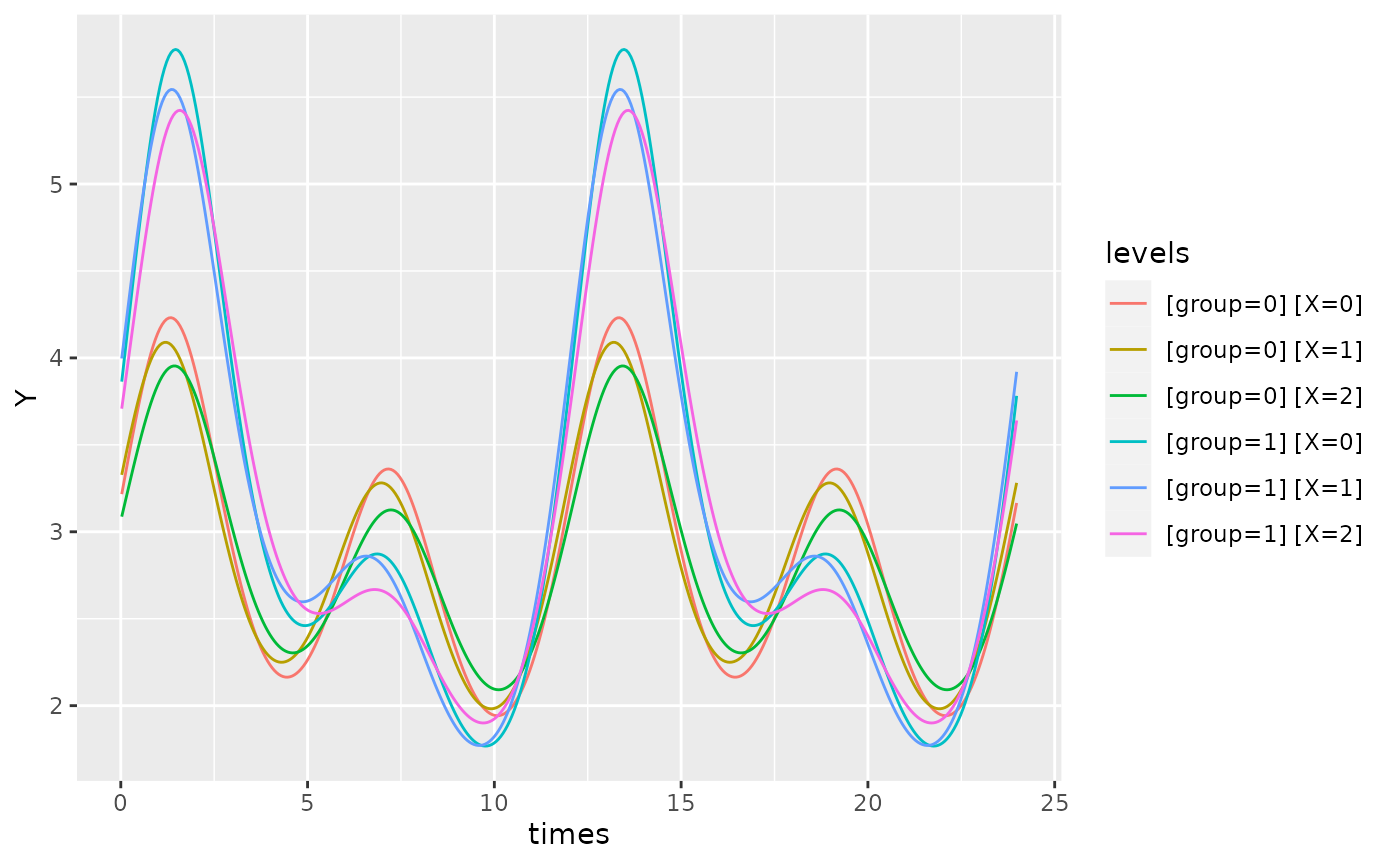 Y
5
4
3
2
0 5 10 15 20 25
times
levels
[group=0] [X=0]
[group=0] [X=1]
[group=0] [X=2]
[group=1] [X=0]
[group=1] [X=1]
[group=1] [X=2]